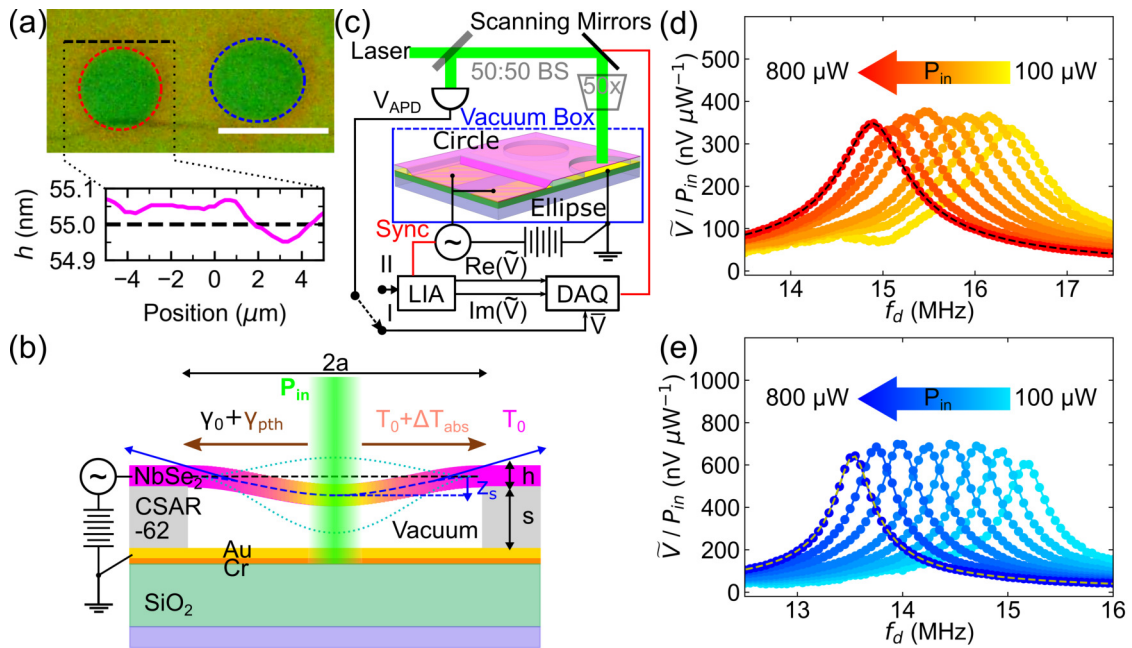 (a)
h (nm)
55.1
55.0
54.9
−4 −2 0 2 4
Position (μm)
(b)
2a
P_in
γ₀+γ_pth
T₀+ΔT_abs
T₀
NbSe₂
h
z_s
s
CSAR
-62
Vacuum
Au
Cr
SiO₂
(c)
Scanning Mirrors
Laser
50:50 BS
V_APD
Vacuum Box
Circle
Ellipse
Sync
~
Re(Ṽ)
II
I
LIA
DAQ
Im(Ṽ)
V̅
(d)
Ṽ / P_in (nV μW⁻¹)
500
400
300
200
100
0
800 μW
P_in
100 μW
14 15 16 17
f_d (MHz)
(e)
Ṽ / P_in (nV μW⁻¹)
1000
800
600
400
200
0
800 μW
P_in
100 μW
13 14 15 16
f_d (MHz)